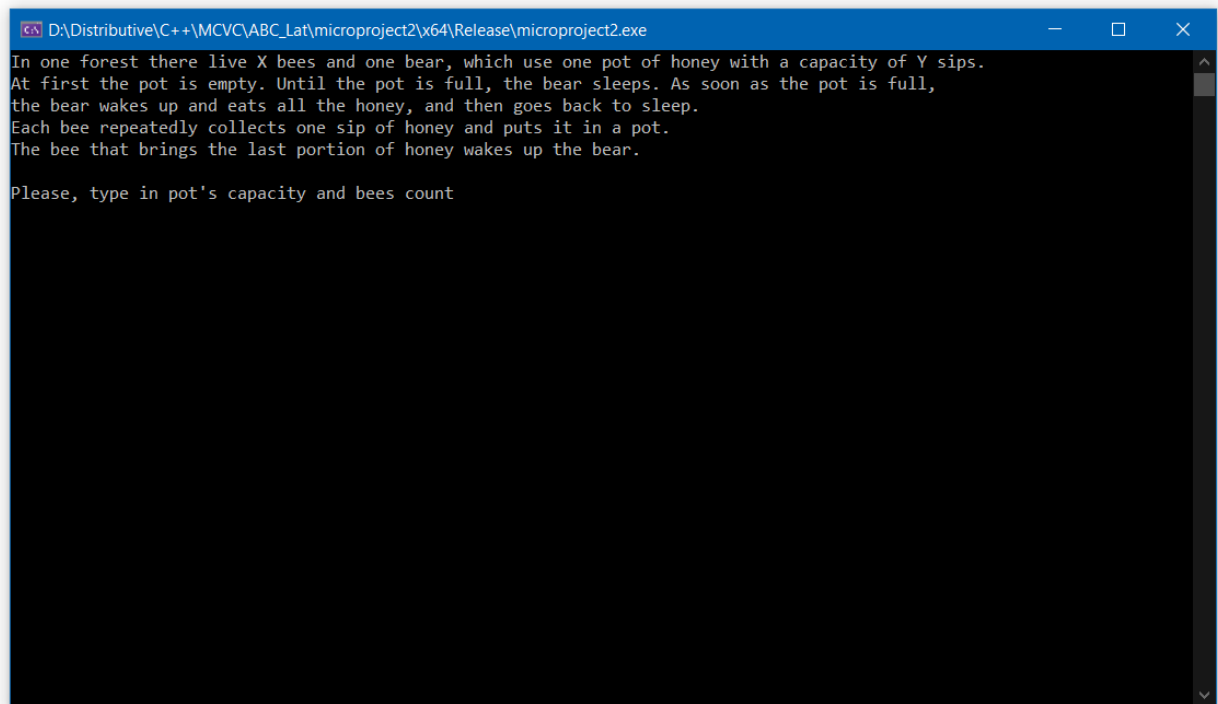 D:\Distributive\C++\MCVC\ABC_Lat\microproject2\x64\Release\microproject2.exe
In one forest there live X bees and one bear, which use one pot of honey with a capacity of Y sips.
At first the pot is empty. Until the pot is full, the bear sleeps. As soon as the pot is full,
the bear wakes up and eats all the honey, and then goes back to sleep.
Each bee repeatedly collects one sip of honey and puts it in a pot.
The bee that brings the last portion of honey wakes up the bear.
Please, type in pot's capacity and bees count